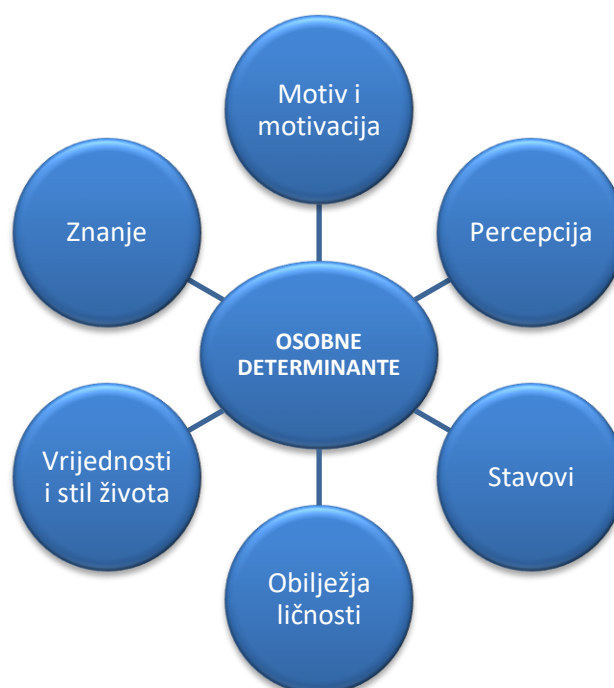 Motiv i
motivacija
Znanje
Percepcija
OSOBNE
DETERMINANTE
Vrijednosti
i stil života
Stavovi
Obilježja
ličnosti